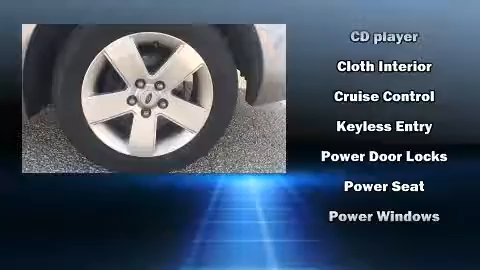 CD player
Cloth Interior
Cruise Control
Keyless Entry
Power Door Locks
Power Seat
Power Windows